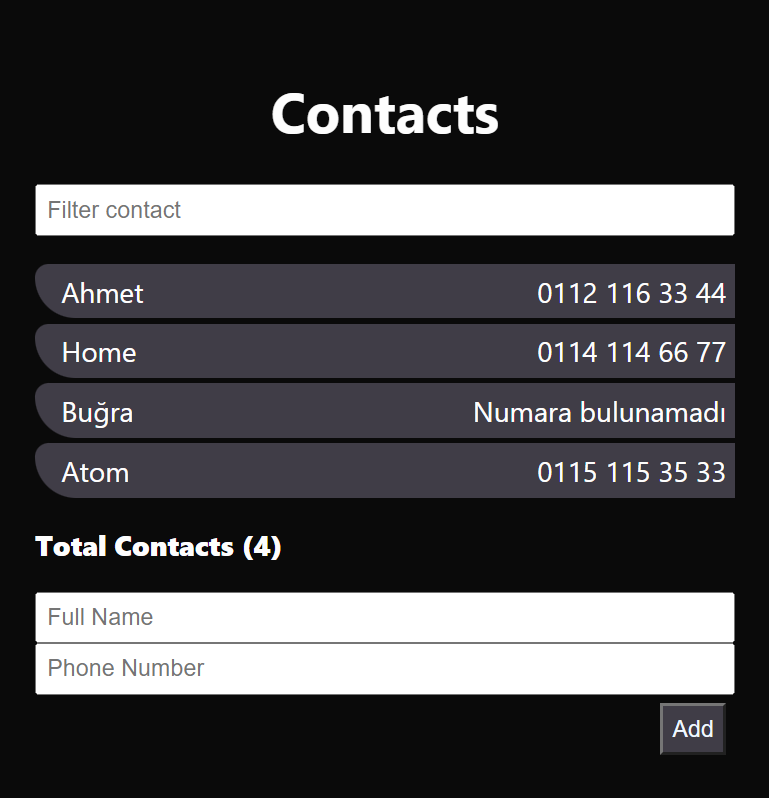 Contacts
Filter contact
Ahmet 0112 116 33 44
Home 0114 114 66 77
Buğra Numara bulunamadı
Atom 0115 115 35 33
Total Contacts (4)
Full Name
Phone Number
Add